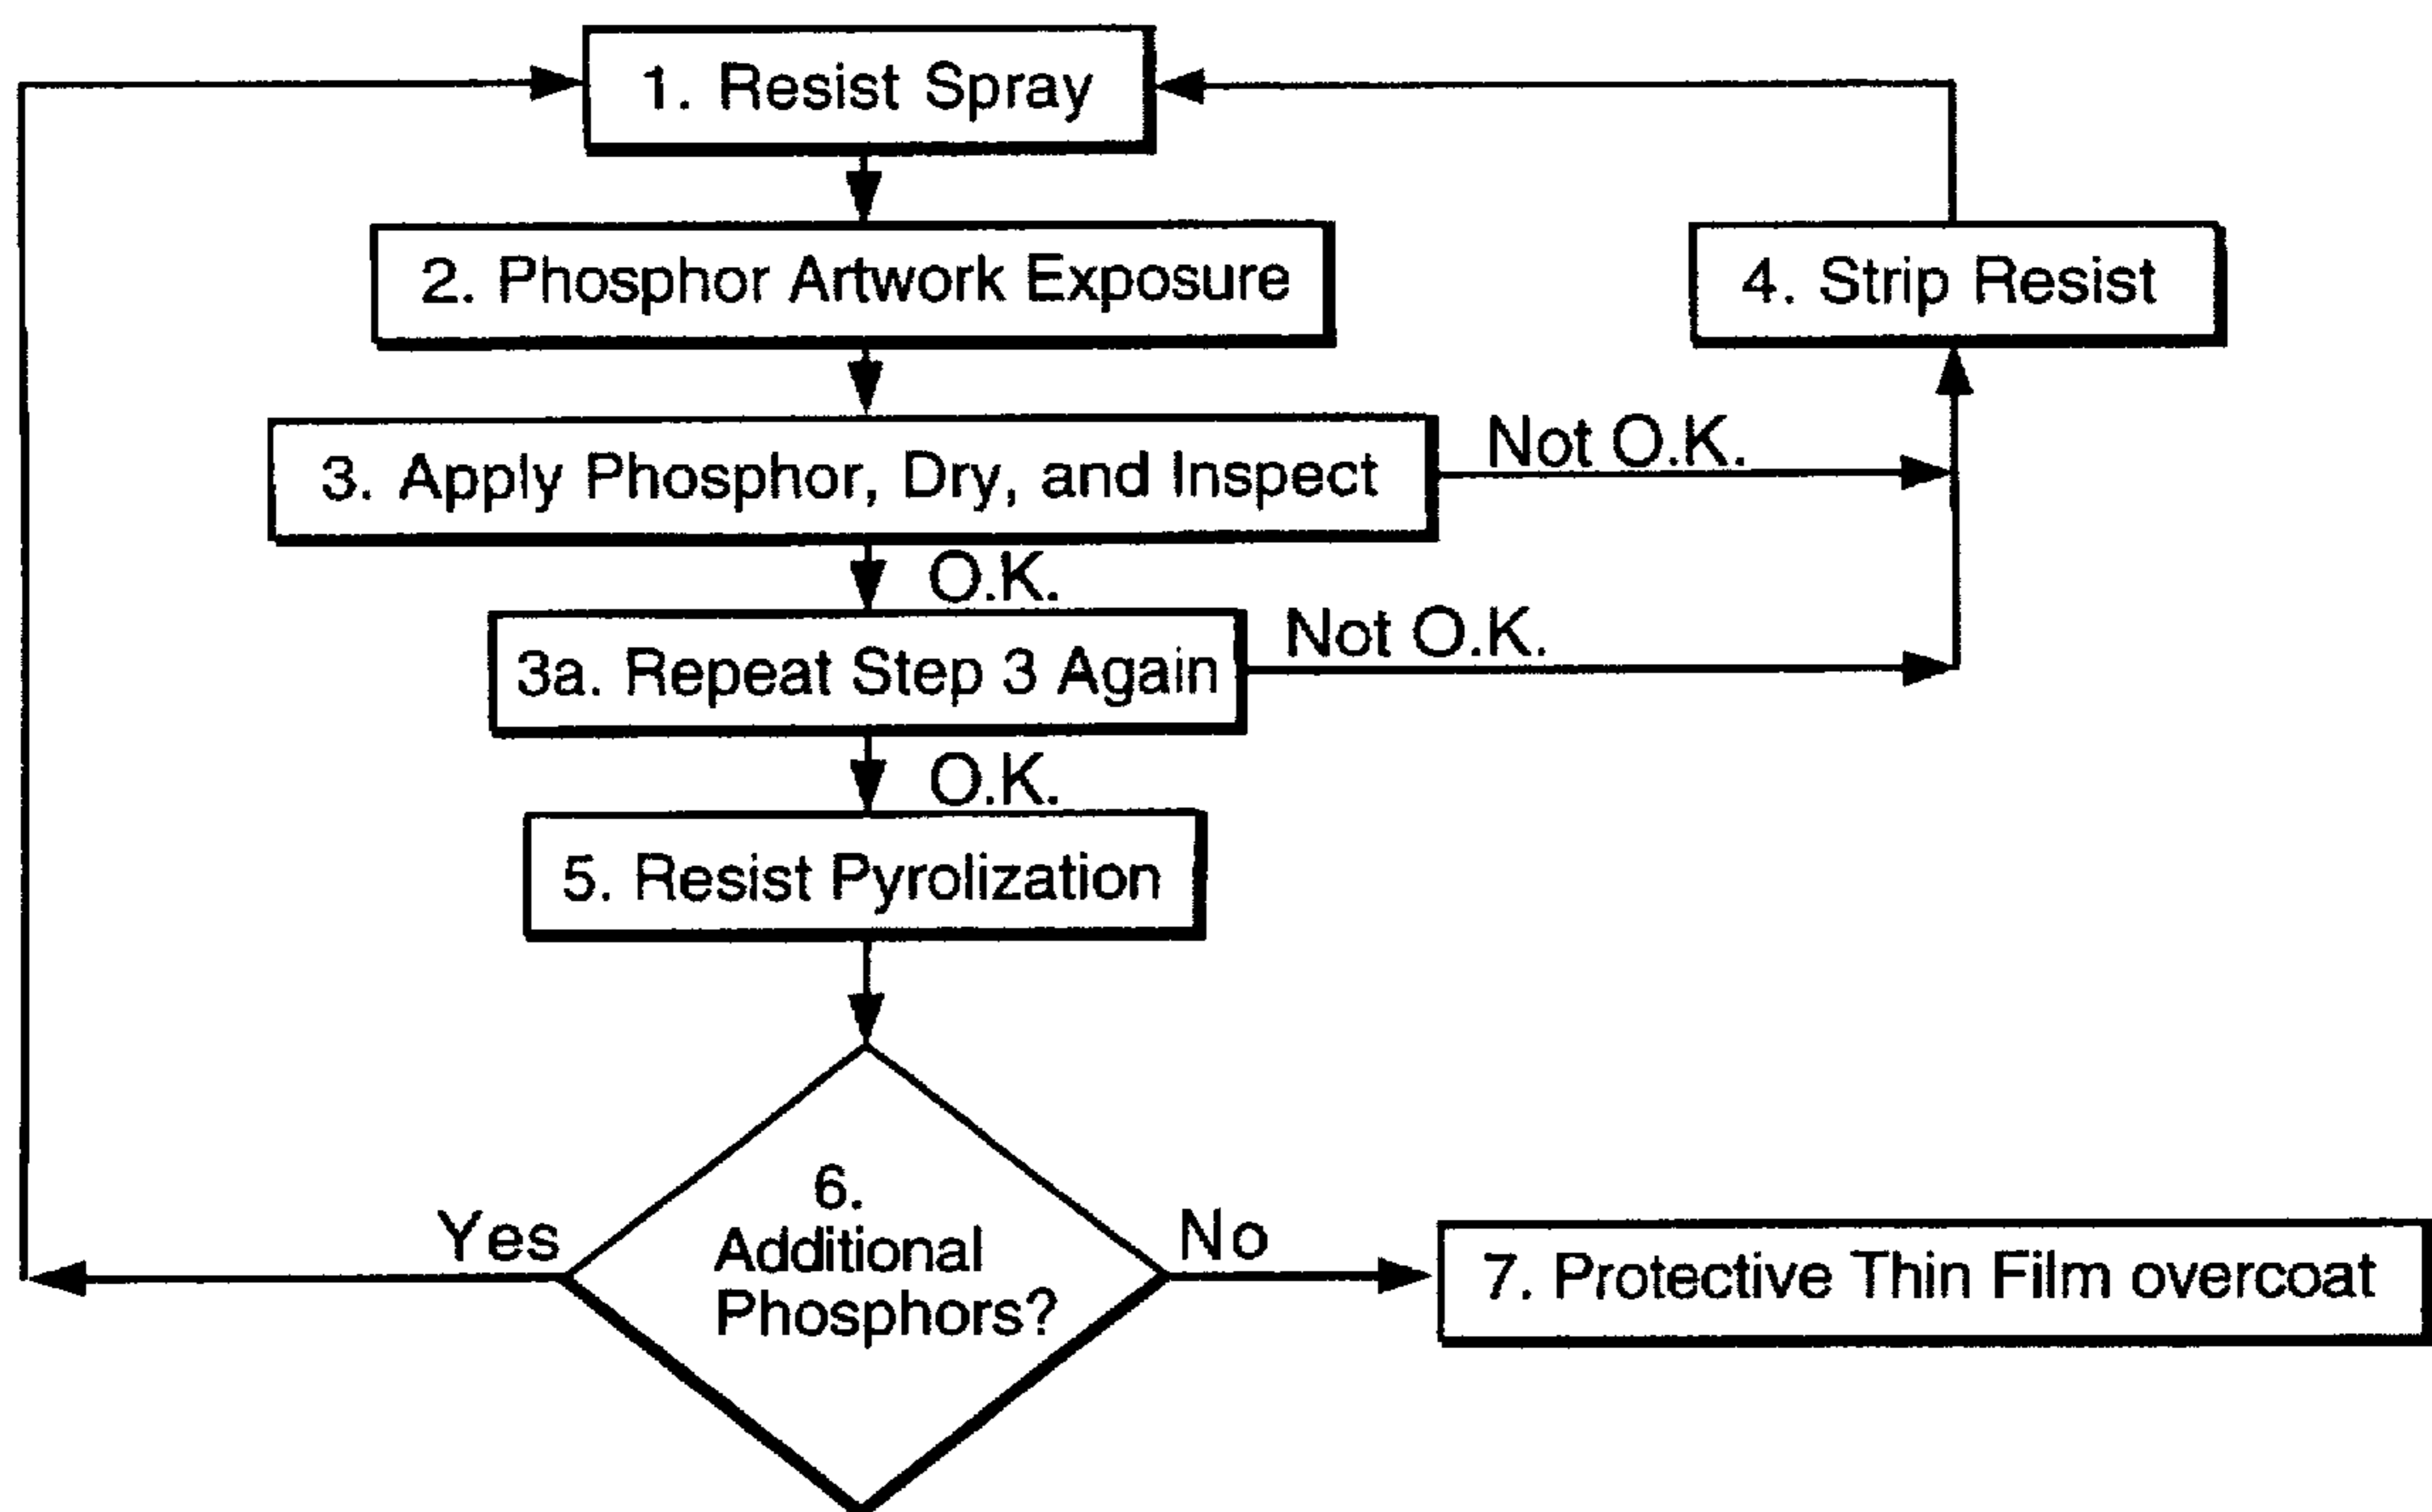 1. Resist Spray
2. Phosphor Artwork Exposure
4. Strip Resist
3. Apply Phosphor, Dry, and Inspect
Not O.K.
O.K.
3a. Repeat Step 3 Again
Not O.K.
O.K.
5. Resist Pyrolization
6.
Additional
Phosphors?
Yes
No
7. Protective Thin Film overcoat